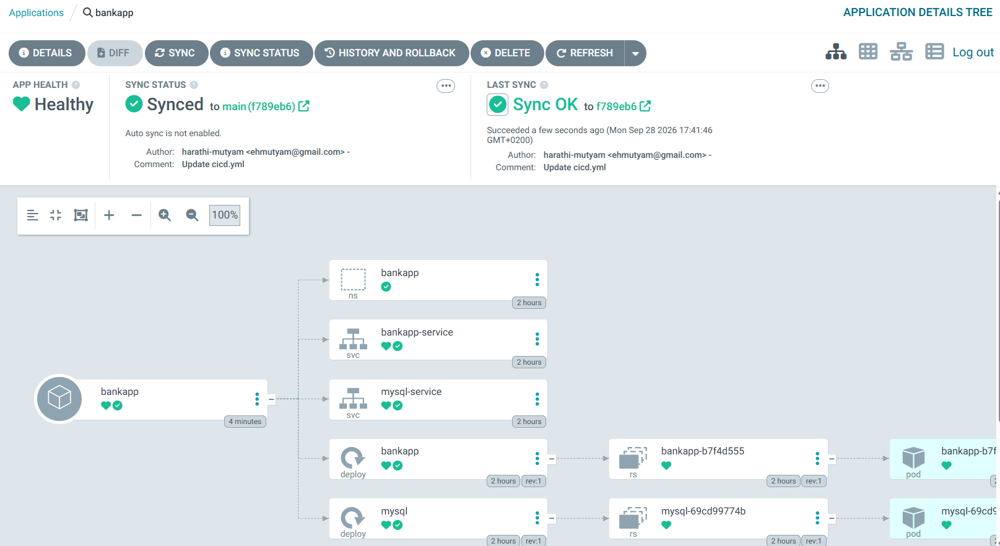 Applications / bankapp
APPLICATION DETAILS TREE
DETAILS
DIFF
SYNC
SYNC STATUS
HISTORY AND ROLLBACK
DELETE
REFRESH
Log out
APP HEALTH
Healthy
SYNC STATUS
Synced to main (f789eb6)
Auto sync is not enabled.
Author: harathi-mutyam <ehmutyam@gmail.com> -
Comment: Update cicd.yml
LAST SYNC
Sync OK to f789eb6
Succeeded a few seconds ago (Mon Sep 28 2026 17:41:46
GMT+0200)
Author: harathi-mutyam <ehmutyam@gmail.com> -
Comment: Update cicd.yml
100%
bankapp
ns
2 hours
bankapp-service
svc
2 hours
bankapp
4 minutes
mysql-service
svc
2 hours
bankapp
deploy
2 hours
rev:1
bankapp-b7f4d555
rs
2 hours
rev:1
bankapp-b7f
pod
mysql
deploy
2 hours
rev:1
mysql-69cd99774b
rs
2 hours
rev:1
mysql-69cd9
pod